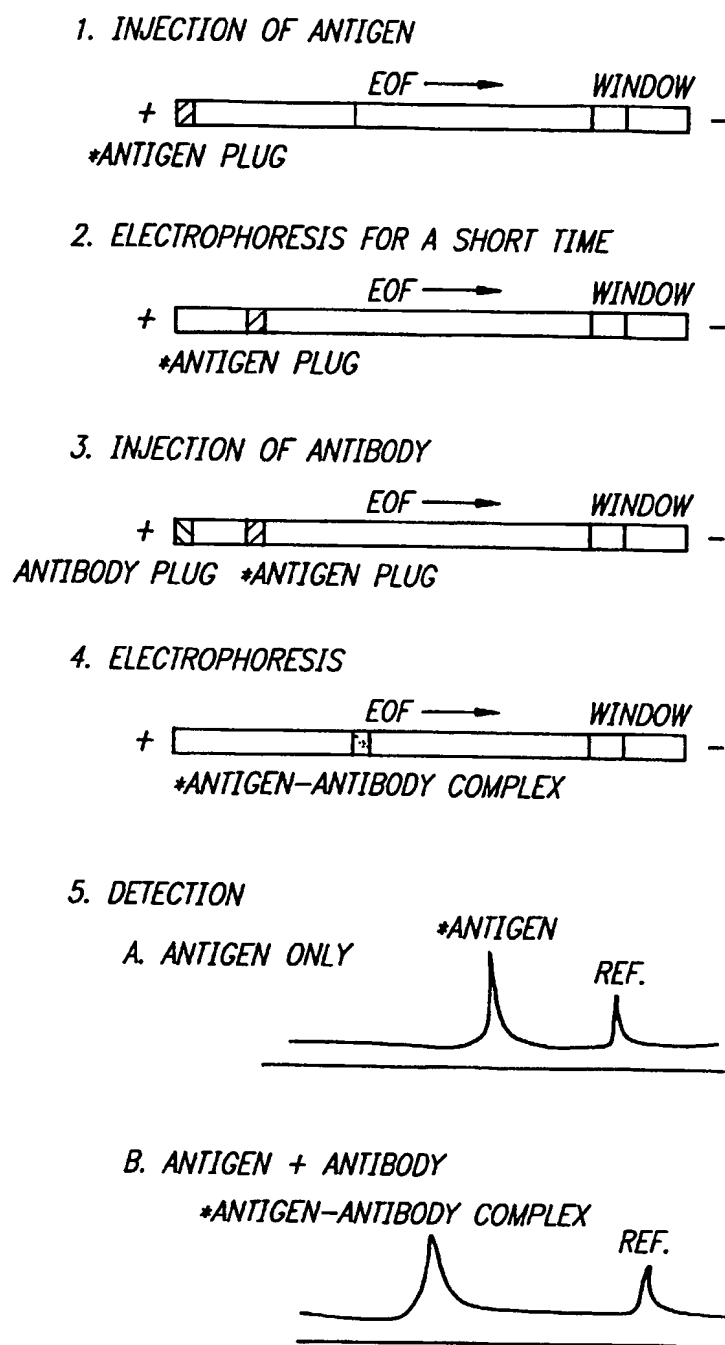 1. INJECTION OF ANTIGEN
EOF WINDOW
+ -
*ANTIGEN PLUG
2. ELECTROPHORESIS FOR A SHORT TIME
EOF WINDOW
+ -
*ANTIGEN PLUG
3. INJECTION OF ANTIBODY
EOF WINDOW
+ -
ANTIBODY PLUG *ANTIGEN PLUG
4. ELECTROPHORESIS
EOF WINDOW
+ -
*ANTIGEN-ANTIBODY COMPLEX
5. DETECTION
*ANTIGEN
A. ANTIGEN ONLY
REF.
B. ANTIGEN + ANTIBODY
*ANTIGEN-ANTIBODY COMPLEX
REF.